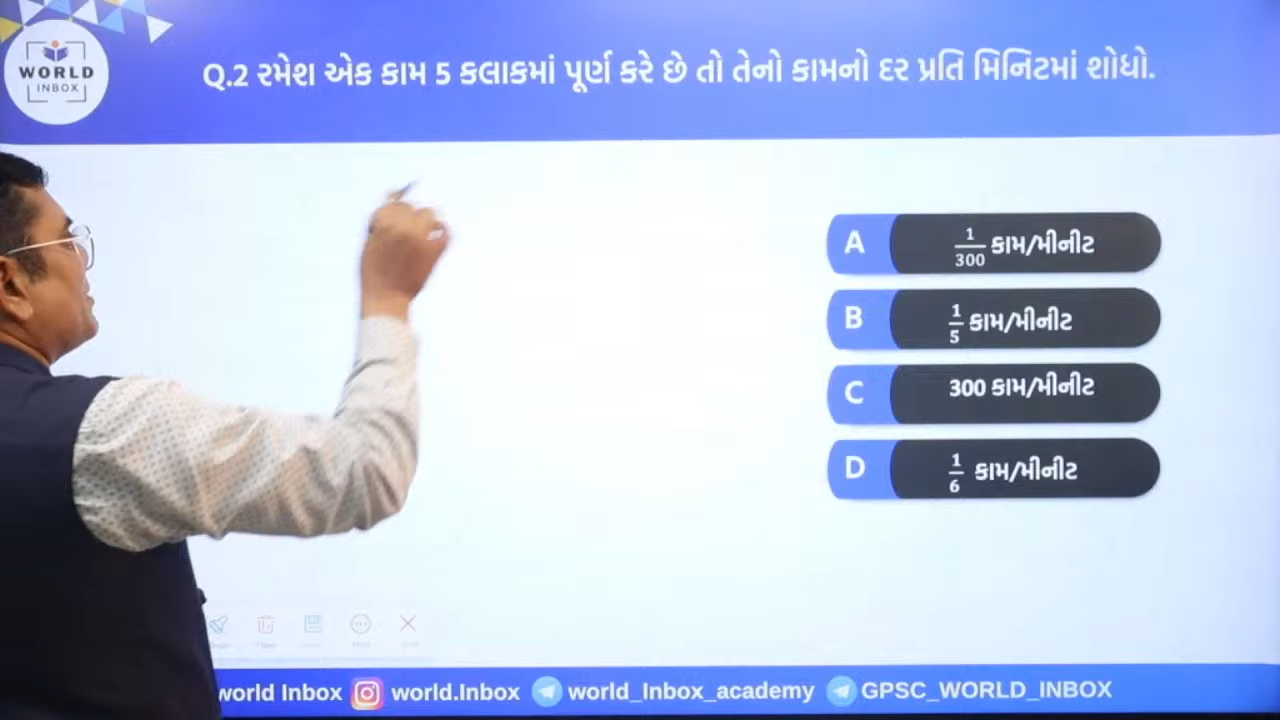 WORLD
INBOX
Q.2 રમેશ એક કામ 5 કલાકમાં પૂર્ણ કરે છે તો તેનો કામનો દર પ્રતિ મિનિટમાં શોધો.
A 1/300 કામ/મીનીટ
B 1/5 કામ/મીનીટ
C 300 કામ/મીનીટ
D 1/6 કામ/મીનીટ
world Inbox world.Inbox world_Inbox_academy GPSC_WORLD_INBOX